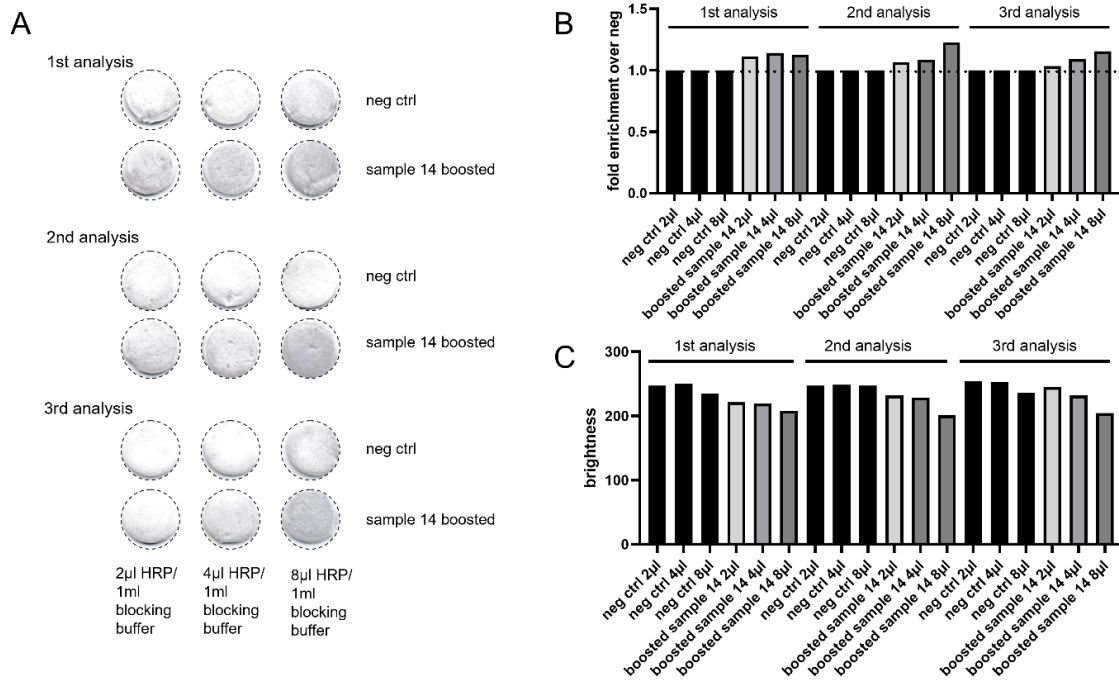 A
1st analysis
neg ctrl
sample 14 boosted
2nd analysis
neg ctrl
sample 14 boosted
3rd analysis
neg ctrl
sample 14 boosted
2µl HRP/
1ml
blocking
buffer
4µl HRP/
1ml
blocking
buffer
8µl HRP/
1ml
blocking
buffer
B
1st analysis
2nd analysis
3rd analysis
fold enrichment over neg
1.5
1.0
0.5
0.0
neg ctrl 2µl
neg ctrl 4µl
neg ctrl 8µl
boosted sample 14 2µl
boosted sample 14 4µl
boosted sample 14 8µl
neg ctrl 2µl
neg ctrl 4µl
neg ctrl 8µl
boosted sample 14 2µl
boosted sample 14 4µl
boosted sample 14 8µl
neg ctrl 2µl
neg ctrl 4µl
neg ctrl 8µl
boosted sample 14 2µl
boosted sample 14 4µl
boosted sample 14 8µl
C
1st analysis
2nd analysis
3rd analysis
brightness
300
200
100
0
neg ctrl 2µl
neg ctrl 4µl
neg ctrl 8µl
boosted sample 14 2µl
boosted sample 14 4µl
boosted sample 14 8µl
neg ctrl 2µl
neg ctrl 4µl
neg ctrl 8µl
boosted sample 14 2µl
boosted sample 14 4µl
boosted sample 14 8µl
neg ctrl 2µl
neg ctrl 4µl
neg ctrl 8µl
boosted sample 14 2µl
boosted sample 14 4µl
boosted sample 14 8µl